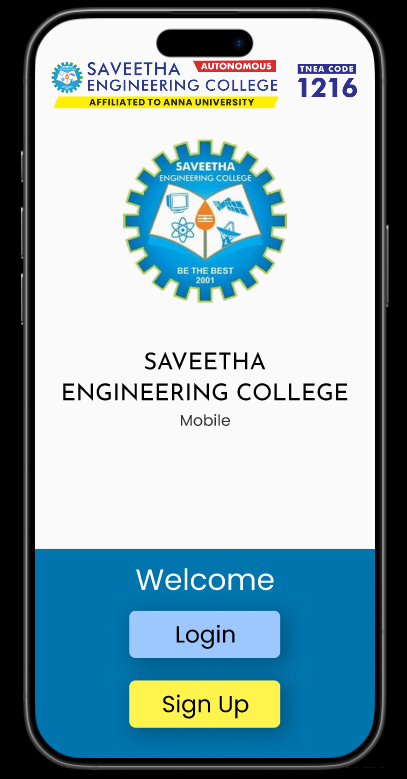 SAVEETHA AUTONOMOUS
ENGINEERING COLLEGE
AFFILIATED TO ANNA UNIVERSITY
TNEA CODE
1216
SAVEETHA
ENGINEERING COLLEGE
BE THE BEST
2001
SAVEETHA
ENGINEERING COLLEGE
Mobile
Welcome
Login
Sign Up